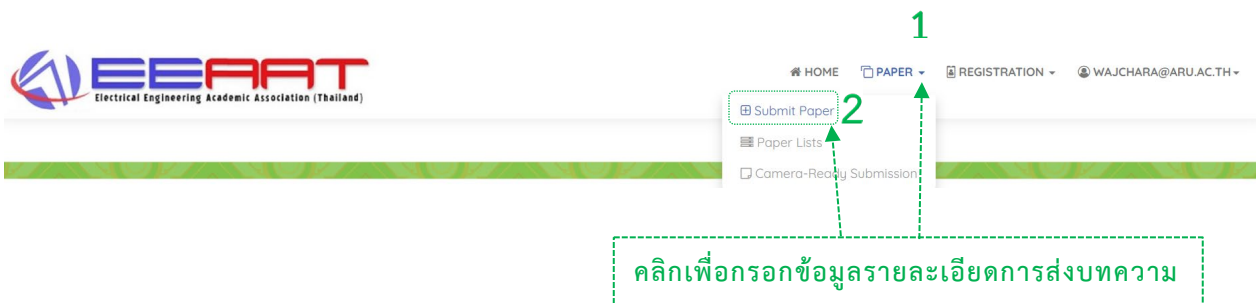 1
EEAAT
Electrical Engineering Academic Association (Thailand)
HOME PAPER REGISTRATION WAJCHARA@ARU.AC.TH
Submit Paper 2
Paper Lists
Camera-Ready Submission
คลิกเพื่อกรอกข้อมูลรายละเอียดการส่งบทความ